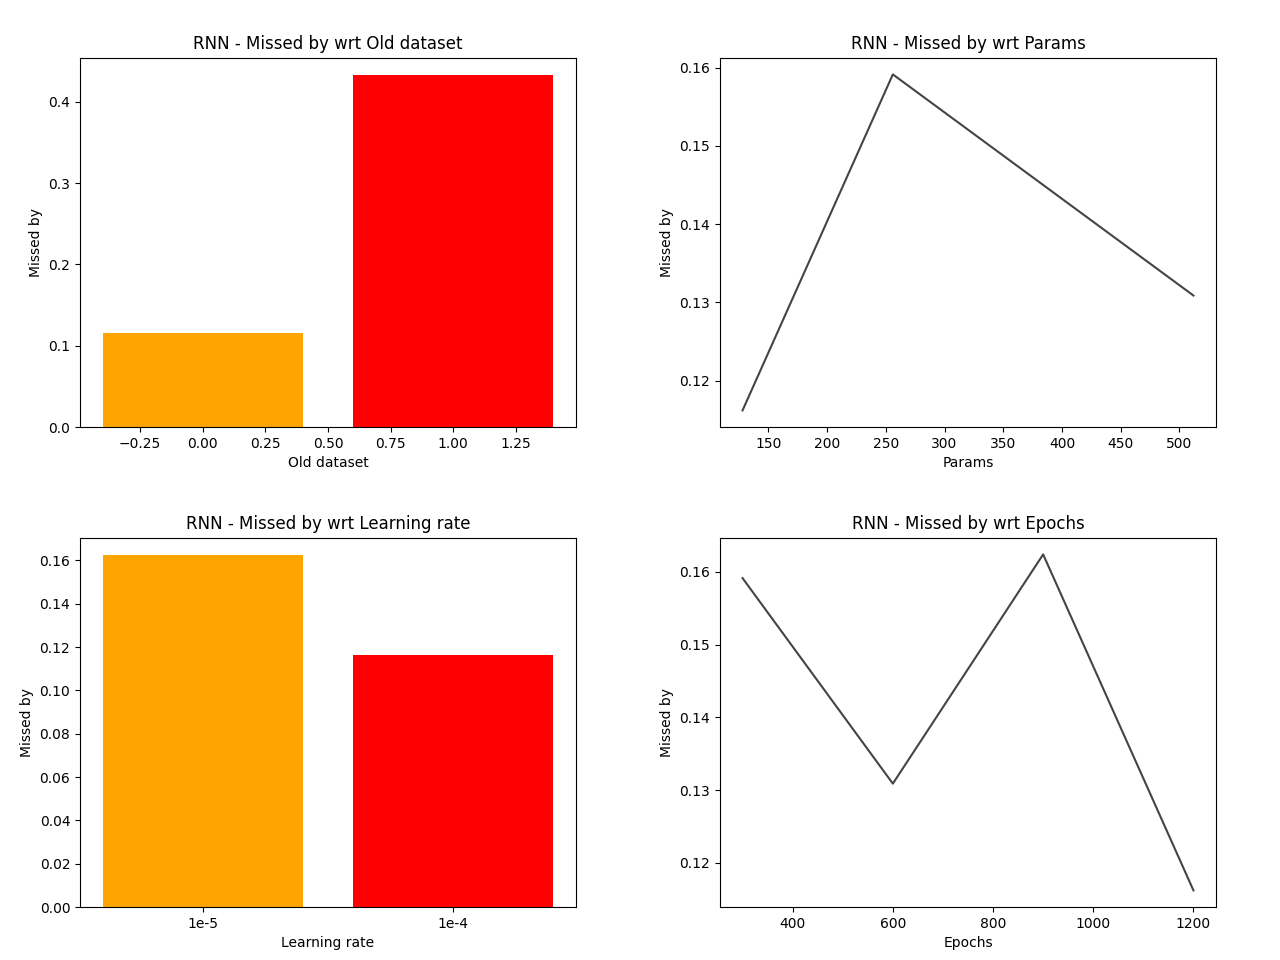 RNN - Missed by wrt Old dataset
Missed by
0.4
0.3
0.2
0.1
0.0
−0.25 0.00 0.25 0.50 0.75 1.00 1.25
Old dataset
RNN - Missed by wrt Params
Missed by
0.16
0.15
0.14
0.13
0.12
150 200 250 300 350 400 450 500
Params
RNN - Missed by wrt Learning rate
Missed by
0.16
0.14
0.12
0.10
0.08
0.06
0.04
0.02
0.00
1e-5 1e-4
Learning rate
RNN - Missed by wrt Epochs
Missed by
0.16
0.15
0.14
0.13
0.12
400 600 800 1000 1200
Epochs